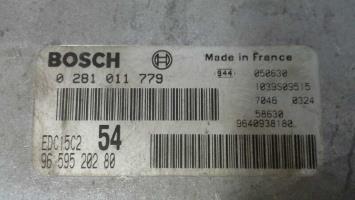 BOSCH
Made in France
0 281 011 779
944 050630
1039S09515
7046 0324
58630
9640938180
EDC15C2 54
96 595 202 80